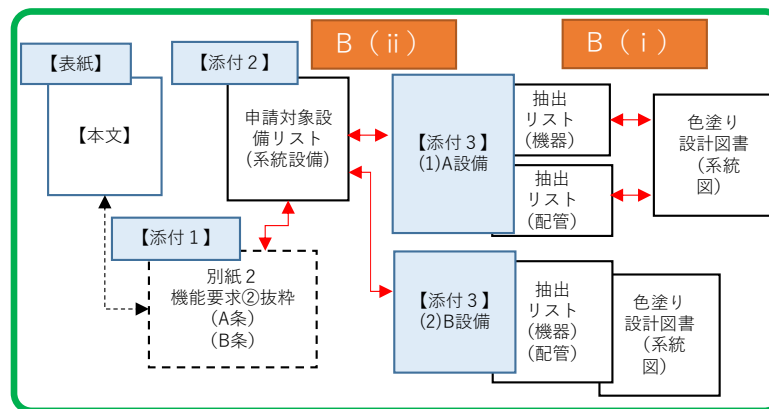 B(ⅱ)
B(ⅰ)
【表紙】
【本文】
【添付2】
申請対象設
備リスト
(系統設備)
【添付1】
別紙2
機能要求②抜粋
(A条)
(B条)
【添付3】
(1)A設備
抽出
リスト
(機器)
抽出
リスト
(配管)
色塗り
設計図書
(系統
図)
【添付3】
(2)B設備
抽出
リスト
(機器)
(配管)
色塗り
設計図書
(系統
図)